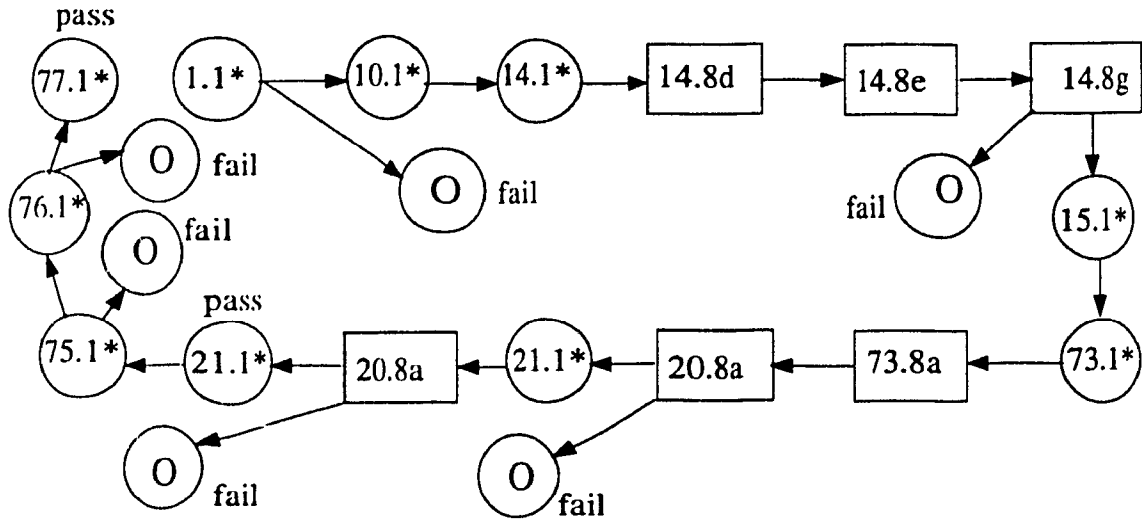 pass
77.1*
1.1*
10.1*
14.1*
14.8d
14.8e
14.8g
O
fail
O
fail
fail
O
76.1*
15.1*
O
fail
pass
75.1*
21.1*
20.8a
21.1*
20.8a
73.8a
73.1*
O
fail
O
fail